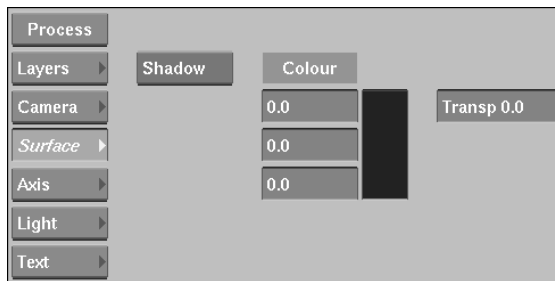 Process
Layers Shadow Colour
Camera 0.0 Transp 0.0
Surface 0.0
Axis 0.0
Light
Text